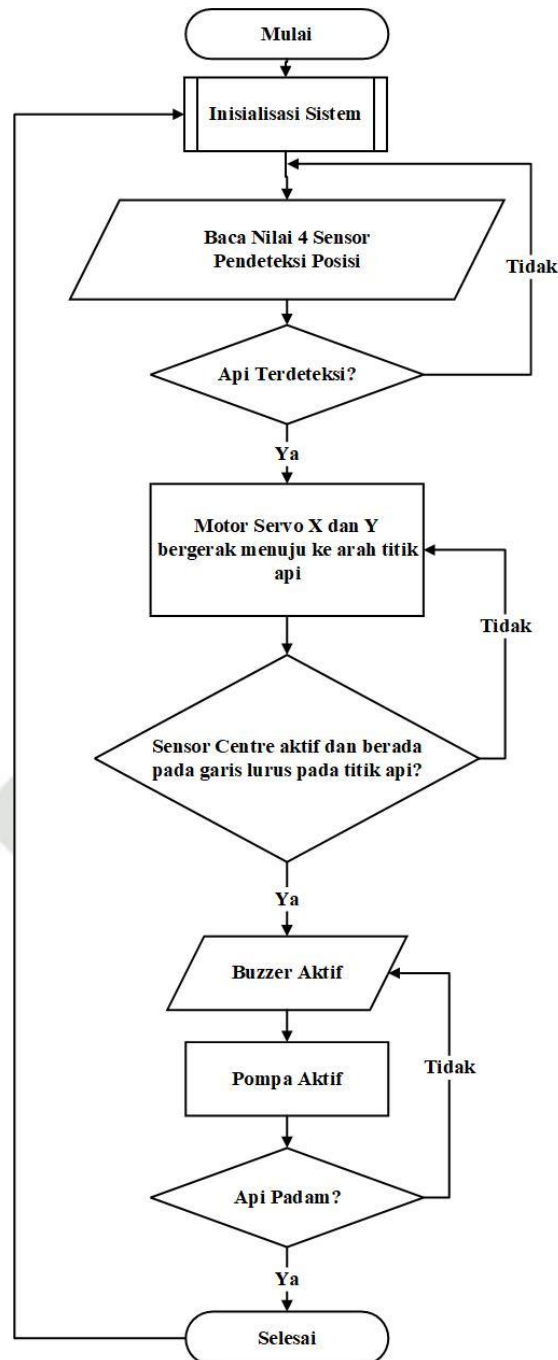 Mulai
Inisialisasi Sistem
Baca Nilai 4 Sensor
Pendeteksi Posisi
Tidak
Api Terdeteksi?
Ya
Motor Servo X dan Y
bergerak menuju ke arah titik
api
Tidak
Sensor Centre aktif dan berada
pada garis lurus pada titik api?
Ya
Buzzer Aktif
Tidak
Pompa Aktif
Api Padam?
Ya
Selesai